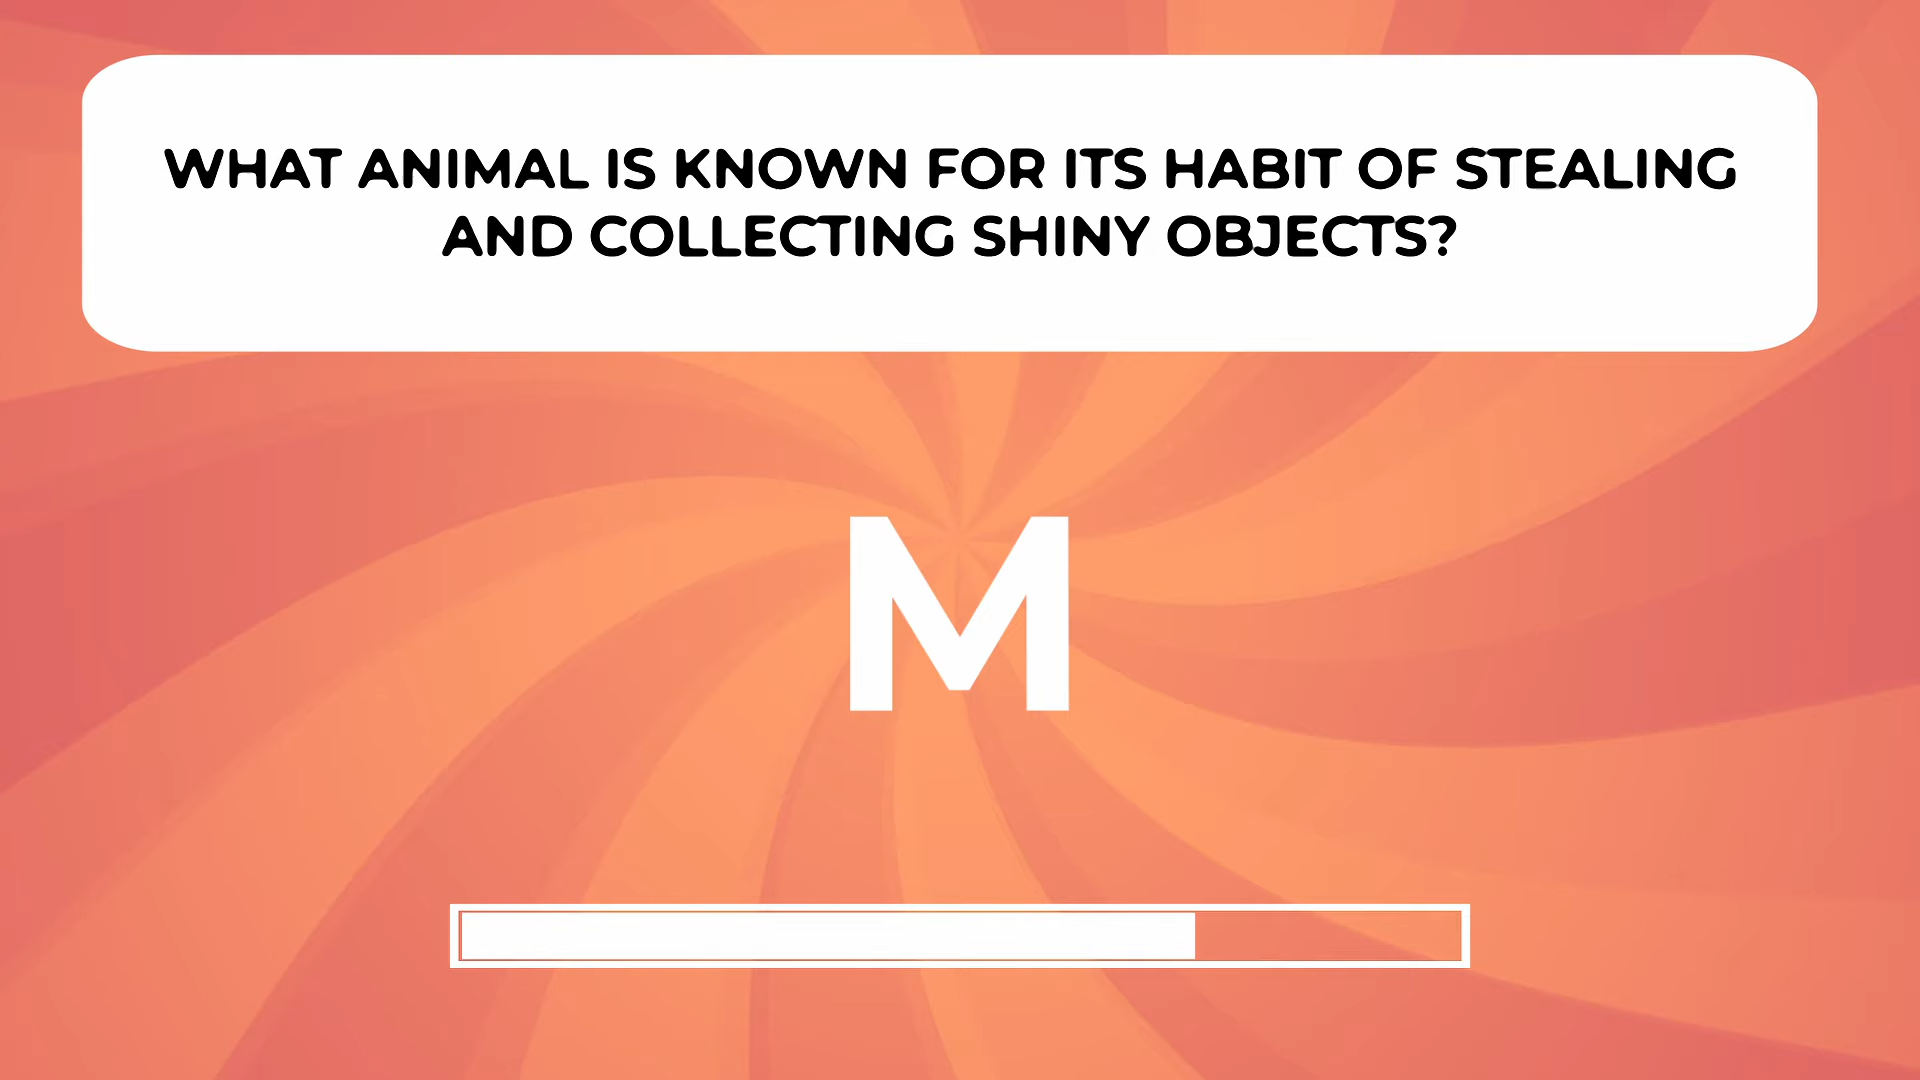 WHAT ANIMAL IS KNOWN FOR ITS HABIT OF STEALING
AND COLLECTING SHINY OBJECTS?
M